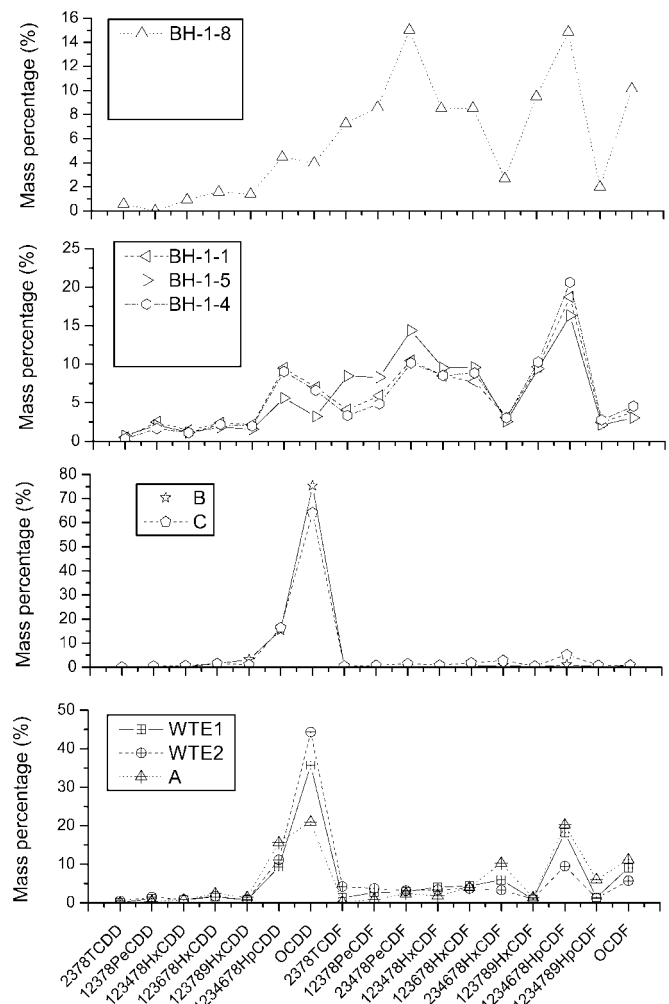 Mass percentage (%)
16
14
12
10
8
6
4
2
0
BH-1-8
Mass percentage (%)
25
20
15
10
5
0
BH-1-1
BH-1-5
BH-1-4
Mass percentage (%)
80
70
60
50
40
30
20
10
0
B
C
Mass percentage (%)
50
40
30
20
10
0
WTE1
WTE2
A
2378TCDD
12378PeCDD
123478HxCDD
123678HxCDD
123789HxCDD
1234678HpCDD
OCDD
2378TCDF
12378PeCDF
23478PeCDF
123478HxCDF
123678HxCDF
234678HxCDF
123789HxCDF
1234678HpCDF
1234789HpCDF
OCDF